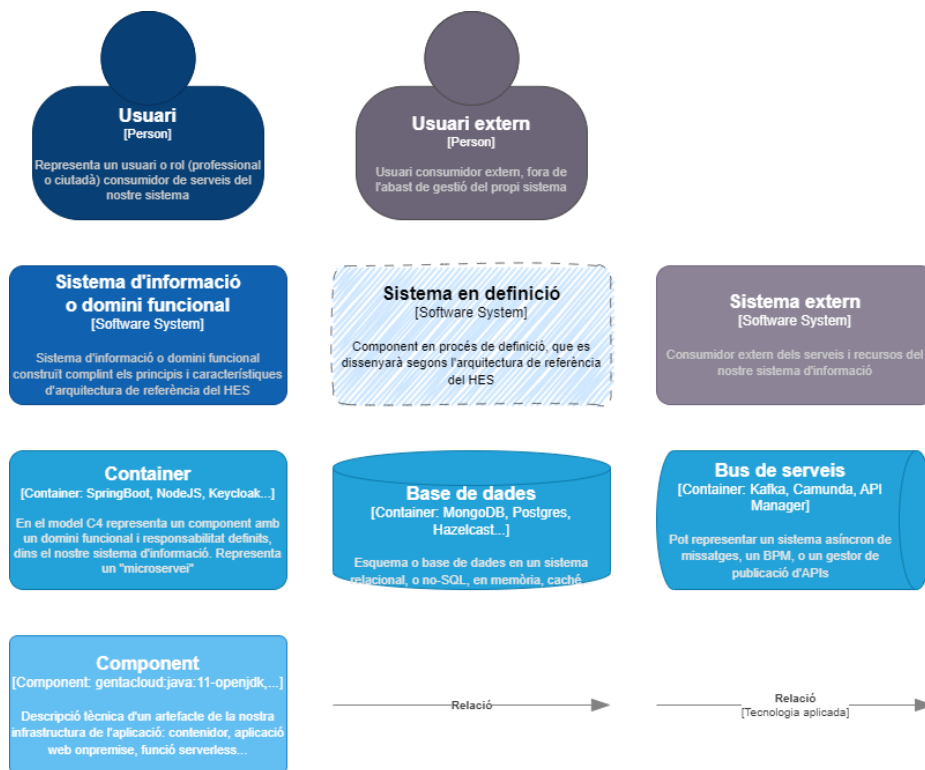 Usuari
[Person]
Representa un usuari o rol (professional
o ciutadà) consumidor de serveis del
nostre sistema
Usuari extern
[Person]
Usuari consumidor extern, fora de
l'abast de gestió del propi sistema
Sistema d'informació
o domini funcional
[Software System]
Sistema d'informació o domini funcional
construït complint els principis i característiques
d'arquitectura de referència del HES
Sistema en definició
[Software System]
Component en procés de definició, que es
dissenyarà segons l'arquitectura de referència
del HES
Sistema extern
[Software System]
Consumidor extern dels serveis i recursos del
nostre sistema d'informació
Container
[Container: SpringBoot, NodeJS, Keycloak...]
En el model C4 representa un component amb
un domini funcional i responsabilitat definits,
dins el nostre sistema d'informació. Representa
un "microservei"
Base de dades
[Container: MongoDB, Postgres,
Hazelcast...]
Esquema o base de dades en un sistema
relacional, o no-SQL, en memòria, caché...
Bus de serveis
[Container: Kafka, Camunda, API
Manager]
Pot representar un sistema asíncron de
missatges, un BPM, o un gestor de
publicació d'APIs
Component
[Component: gentacloud:java:11-openjdk,...]
Descripció tècnica d'un artefacte de la nostra
infrastructura de l'aplicació: contenidor, aplicació
web onpremise, funció serverless...
Relació
Relació
[Tecnologia aplicada]